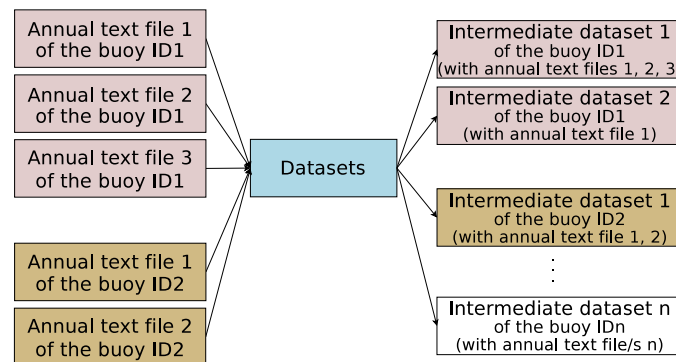 Annual text file 1
of the buoy ID1
Annual text file 2
of the buoy ID1
Annual text file 3
of the buoy ID1
Annual text file 1
of the buoy ID2
Annual text file 2
of the buoy ID2
Datasets
Intermediate dataset 1
of the buoy ID1
(with annual text files 1, 2, 3)
Intermediate dataset 2
of the buoy ID1
(with annual text file 1)
Intermediate dataset 1
of the buoy ID2
(with annual text file 1, 2)
⋮
Intermediate dataset n
of the buoy IDn
(with annual text file/s n)